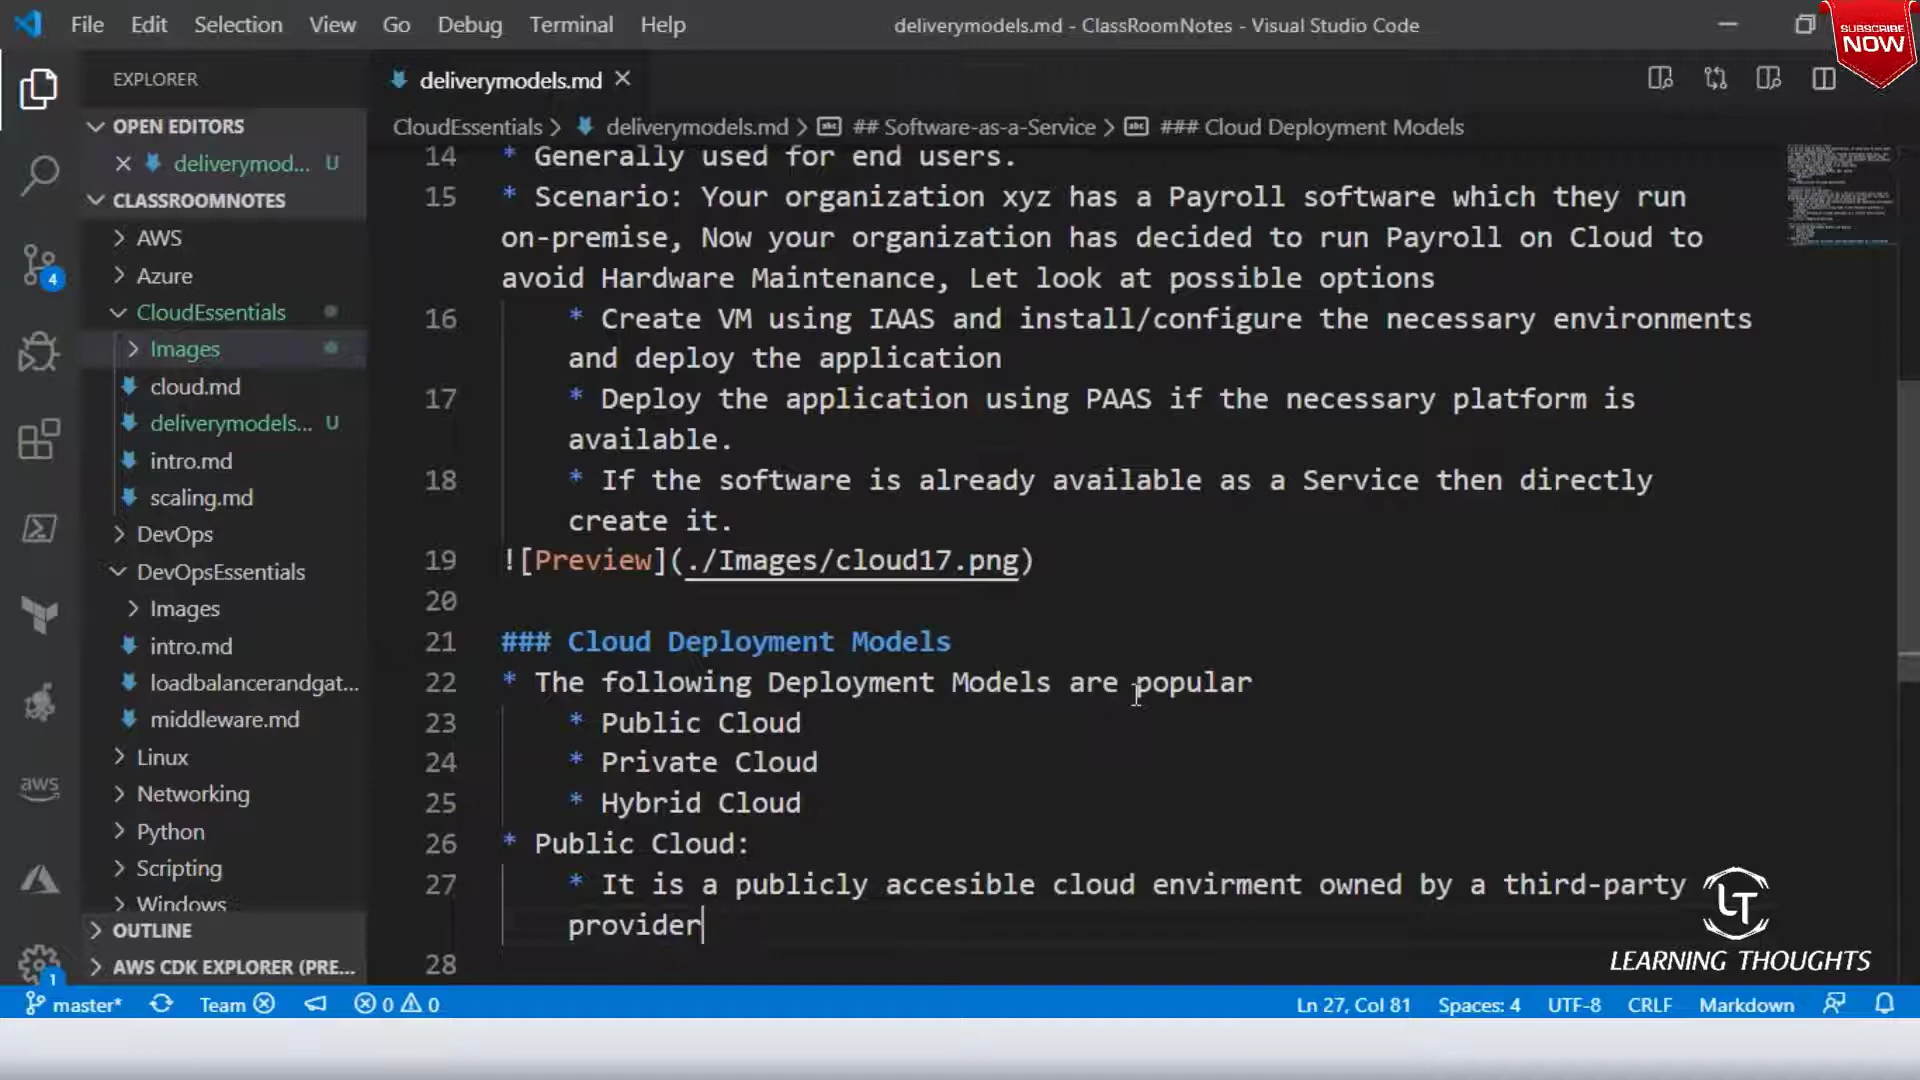 File Edit Selection View Go Debug Terminal Help
deliverymodels.md - ClassRoomNotes - Visual Studio Code
SUBSCRIBE
NOW
EXPLORER
deliverymodels.md
OPEN EDITORS
deliverymod... U
CLASSROOMNOTES
AWS
Azure
CloudEssentials
Images
cloud.md
deliverymodels... U
intro.md
scaling.md
DevOps
DevOpsEssentials
Images
intro.md
loadbalancerandgat...
middleware.md
Linux
Networking
Python
Scripting
Windows
OUTLINE
AWS CDK EXPLORER (PRE...
4
aws
1
CloudEssentials > deliverymodels.md > abc ## Software-as-a-Service > abc ### Cloud Deployment Models
14 * Generally used for end users.
15 * Scenario: Your organization xyz has a Payroll software which they run
on-premise, Now your organization has decided to run Payroll on Cloud to
avoid Hardware Maintenance, Let look at possible options
16 * Create VM using IAAS and install/configure the necessary environments
and deploy the application
17 * Deploy the application using PAAS if the necessary platform is
available.
18 * If the software is already available as a Service then directly
create it.
19 ![Preview](./Images/cloud17.png)
20
21 ### Cloud Deployment Models
22 * The following Deployment Models are popular
23 * Public Cloud
24 * Private Cloud
25 * Hybrid Cloud
26 * Public Cloud:
27 * It is a publicly accesible cloud envirment owned by a third-party
provider
28
LT
LEARNING THOUGHTS
master* Team 0 0 Ln 27, Col 81 Spaces: 4 UTF-8 CRLF Markdown